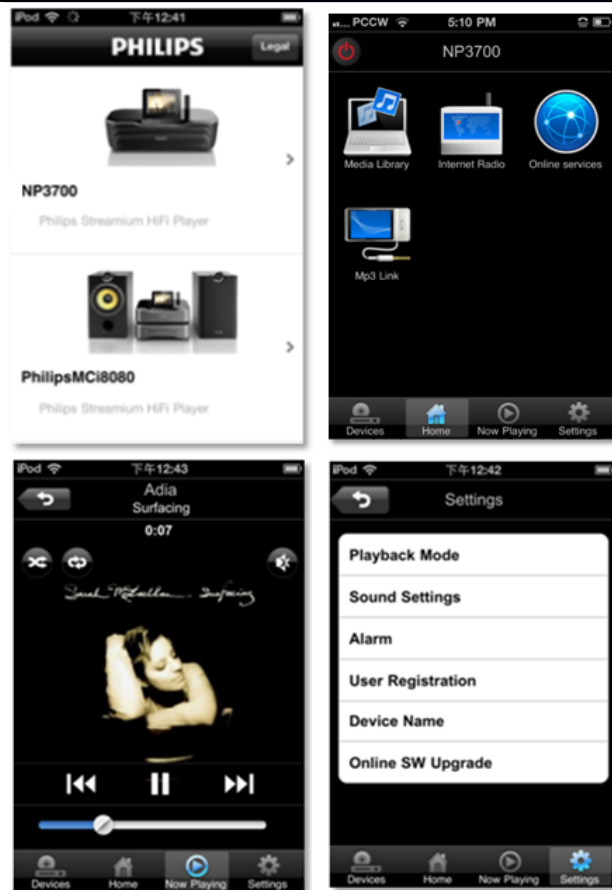 iPod 下午12:41
PHILIPS Legal
NP3700
Philips Streamium HiFi Player
PhilipsMCi8080
Philips Streamium HiFi Player
PCCW 5:10 PM
NP3700
Media Library Internet Radio Online services
Mp3 Link
Devices Home Now Playing Settings
iPod 下午12:43
Adia
Surfacing
0:07
Sarah McLachlan Surfacing
Devices Home Now Playing Settings
iPod 下午12:42
Settings
Playback Mode
Sound Settings
Alarm
User Registration
Device Name
Online SW Upgrade
Devices Home Now Playing Settings